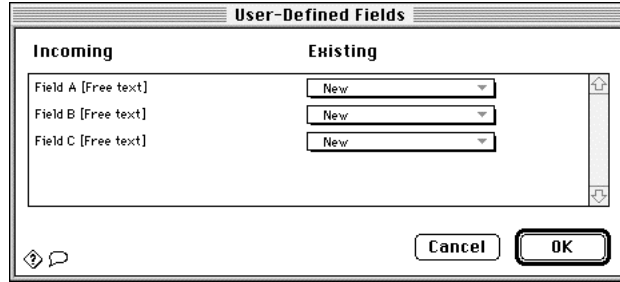 User-Defined Fields
Incoming Existing
Field A [Free text] New
Field B [Free text] New
Field C [Free text] New
Cancel OK
?